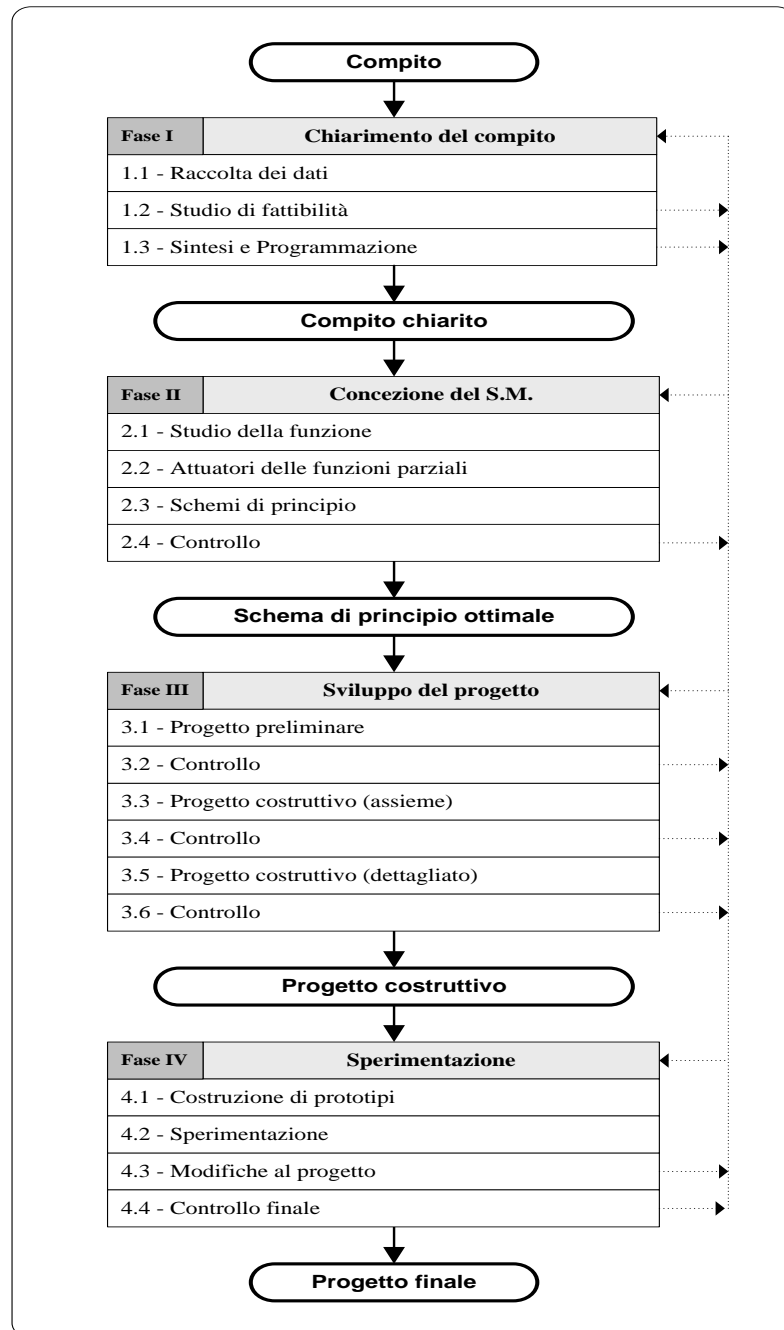 Compito
Fase I Chiarimento del compito
1.1 - Raccolta dei dati
1.2 - Studio di fattibilità
1.3 - Sintesi e Programmazione
Compito chiarito
Fase II Concezione del S.M.
2.1 - Studio della funzione
2.2 - Attuatori delle funzioni parziali
2.3 - Schemi di principio
2.4 - Controllo
Schema di principio ottimale
Fase III Sviluppo del progetto
3.1 - Progetto preliminare
3.2 - Controllo
3.3 - Progetto costruttivo (assieme)
3.4 - Controllo
3.5 - Progetto costruttivo (dettagliato)
3.6 - Controllo
Progetto costruttivo
Fase IV Sperimentazione
4.1 - Costruzione di prototipi
4.2 - Sperimentazione
4.3 - Modifiche al progetto
4.4 - Controllo finale
Progetto finale